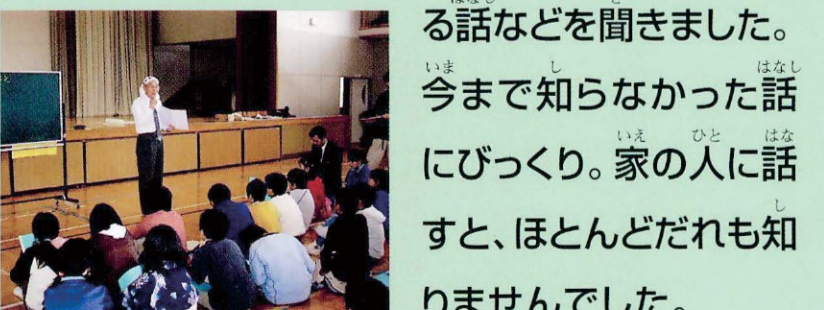 る話などを聞きました。
今まで知らなかった話
にびっくり。家の人に話
すと、ほとんどだれも知
りませんでした。